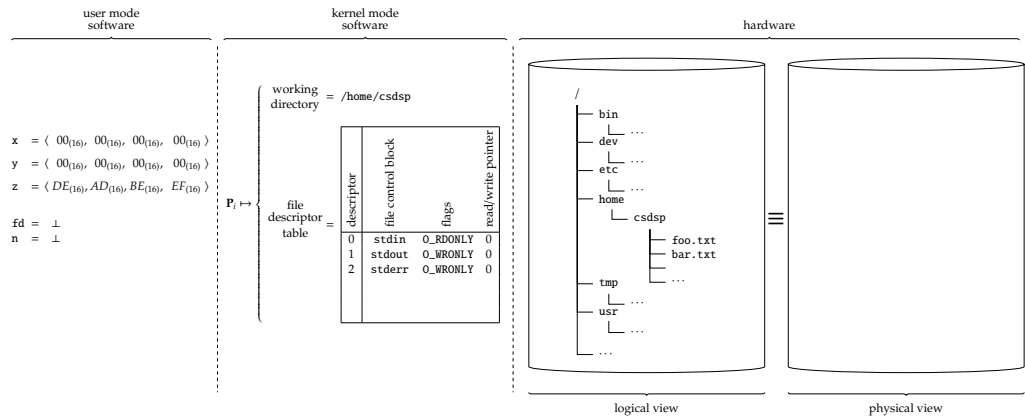 user mode
software
kernel mode
software
hardware
x = ⟨ 00(16), 00(16), 00(16), 00(16) ⟩
y = ⟨ 00(16), 00(16), 00(16), 00(16) ⟩
z = ⟨ DE(16), AD(16), BE(16), EF(16) ⟩
fd = ⊥
n = ⊥
P_i ↦
working
directory = /home/csdsp
file
descriptor
table =
descriptor file control block flags read/write pointer
0 stdin O_RDONLY 0
1 stdout O_WRONLY 0
2 stderr O_WRONLY 0
/
bin
...
dev
...
etc
...
home
csdsp
foo.txt
bar.txt
...
tmp
...
usr
...
...
≡
logical view
physical view